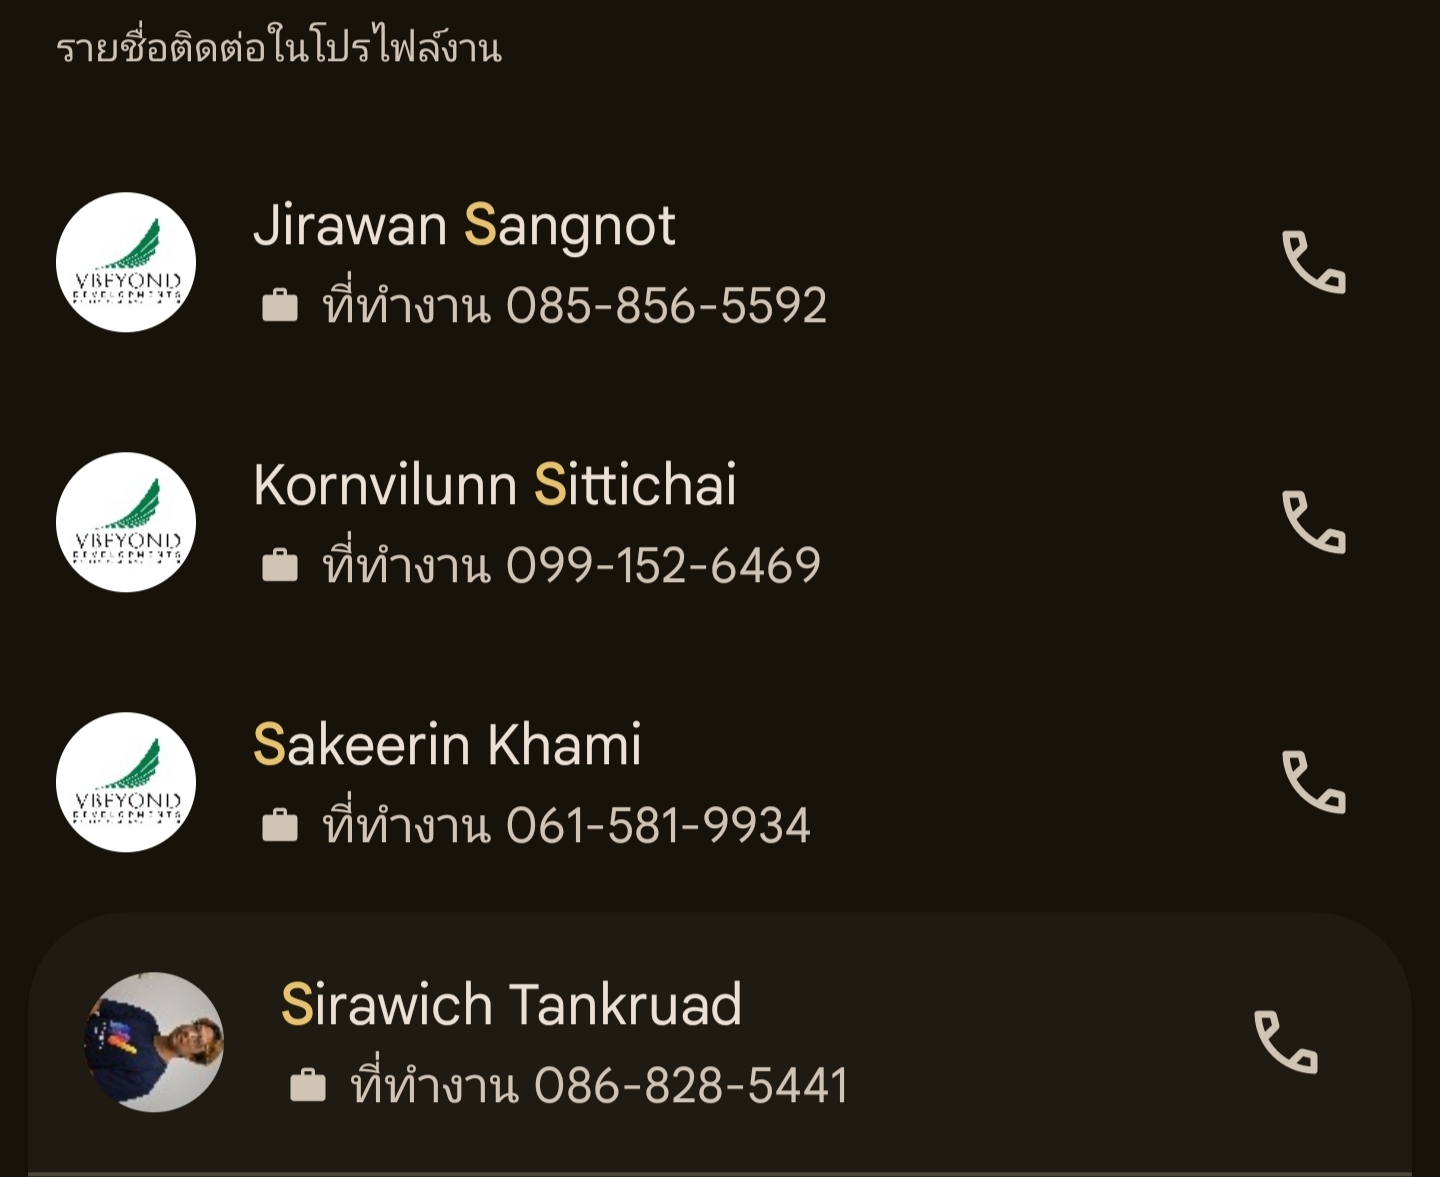 รายชื่อติดต่อในโปรไฟล์งาน
Jirawan Sangnot
ที่ทำงาน 085-856-5592
VBEYOND
DEVELOPMENTS
Kornvilunn Sittichai
ที่ทำงาน 099-152-6469
VBEYOND
DEVELOPMENTS
Sakeerin Khami
ที่ทำงาน 061-581-9934
VBEYOND
DEVELOPMENTS
Sirawich Tankruad
ที่ทำงาน 086-828-5441